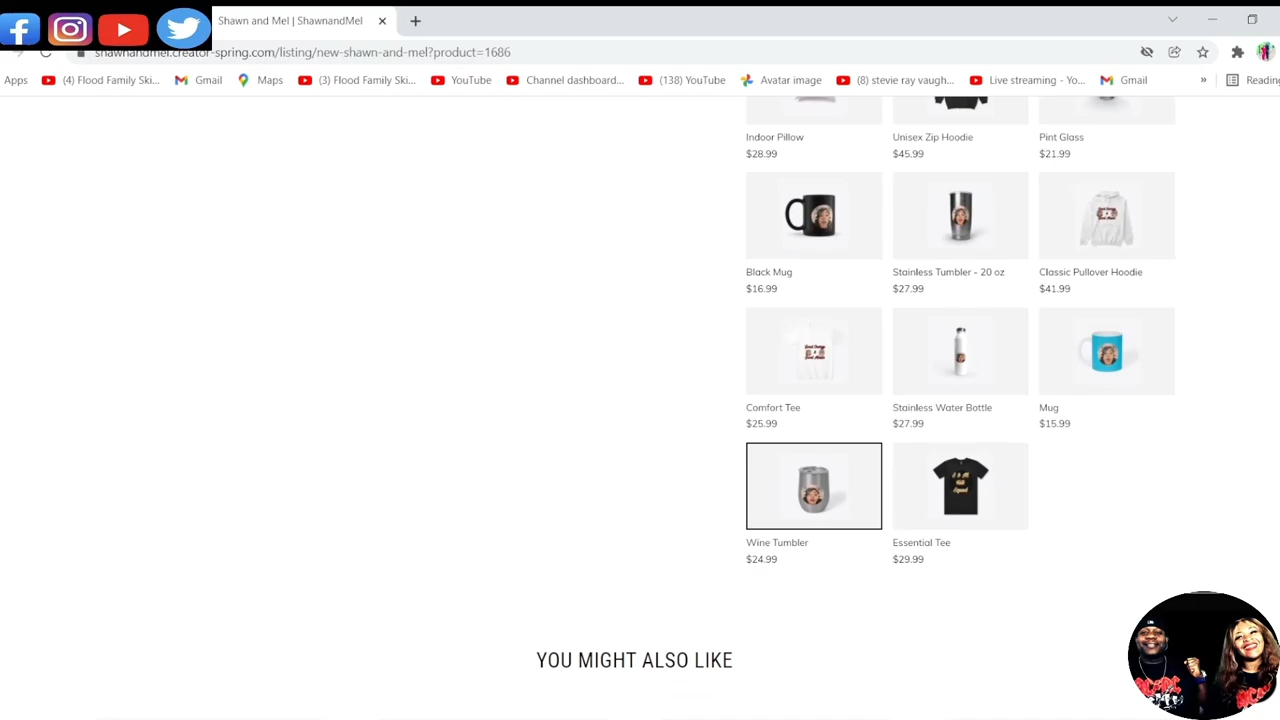 Shawn and Mel | ShawnandMel
shawnandmel.creator-spring.com/listing/new-shawn-and-mel?product=1686
Apps (4) Flood Family Ski... Gmail Maps (3) Flood Family Ski... YouTube Channel dashboard... (138) YouTube Avatar image (8) stevie ray vaugh... Live streaming - Yo... Gmail » Reading
Indoor Pillow Unisex Zip Hoodie Pint Glass
$28.99 $45.99 $21.99
Black Mug Stainless Tumbler - 20 oz Classic Pullover Hoodie
$16.99 $27.99 $41.99
Comfort Tee Stainless Water Bottle Mug
$25.99 $27.99 $15.99
Wine Tumbler Essential Tee
$24.99 $29.99
YOU MIGHT ALSO LIKE